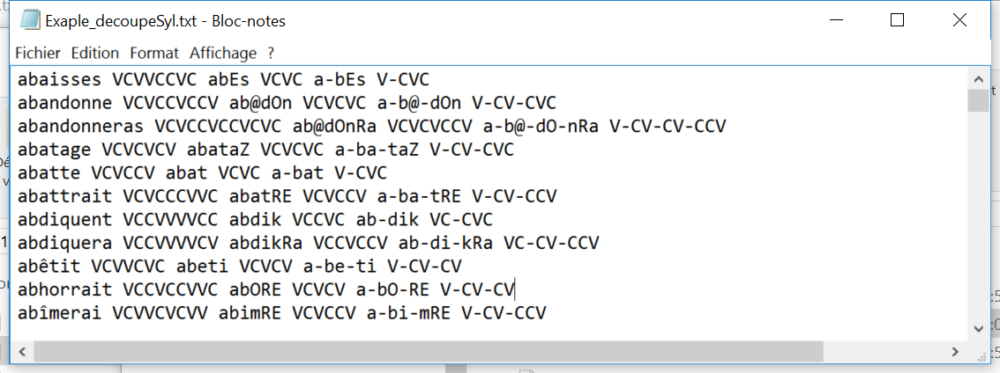 Exaple_decoupeSyl.txt - Bloc-notes
Fichier Edition Format Affichage ?
abaisses VCVVCCVC abEs VCVC a-bEs V-CVC
abandonne VCVCCVCCV ab@dOn VCVCVC a-b@-dOn V-CV-CVC
abandonneras VCVCCVCCVCVC ab@dOnRa VCVCVCCV a-b@-dO-nRa V-CV-CV-CCV
abatage VCVCVCV abataZ VCVCVC a-ba-taZ V-CV-CVC
abatte VCVCCV abat VCVC a-bat V-CVC
abattrait VCVCCCVVC abatRE VCVCCV a-ba-tRE V-CV-CCV
abdiquent VCCVVVVCC abdik VCCVC ab-dik VC-CVC
abdiquera VCCVVVVCV abdikRa VCCVCCV ab-di-kRa VC-CV-CCV
abêtit VCVVCVC abeti VCVCV a-be-ti V-CV-CV
abhorrait VCCVCCVVC abORE VCVCV a-bO-RE V-CV-CV
abîmerai VCVVCVCVV abimRE VCVCCV a-bi-mRE V-CV-CCV